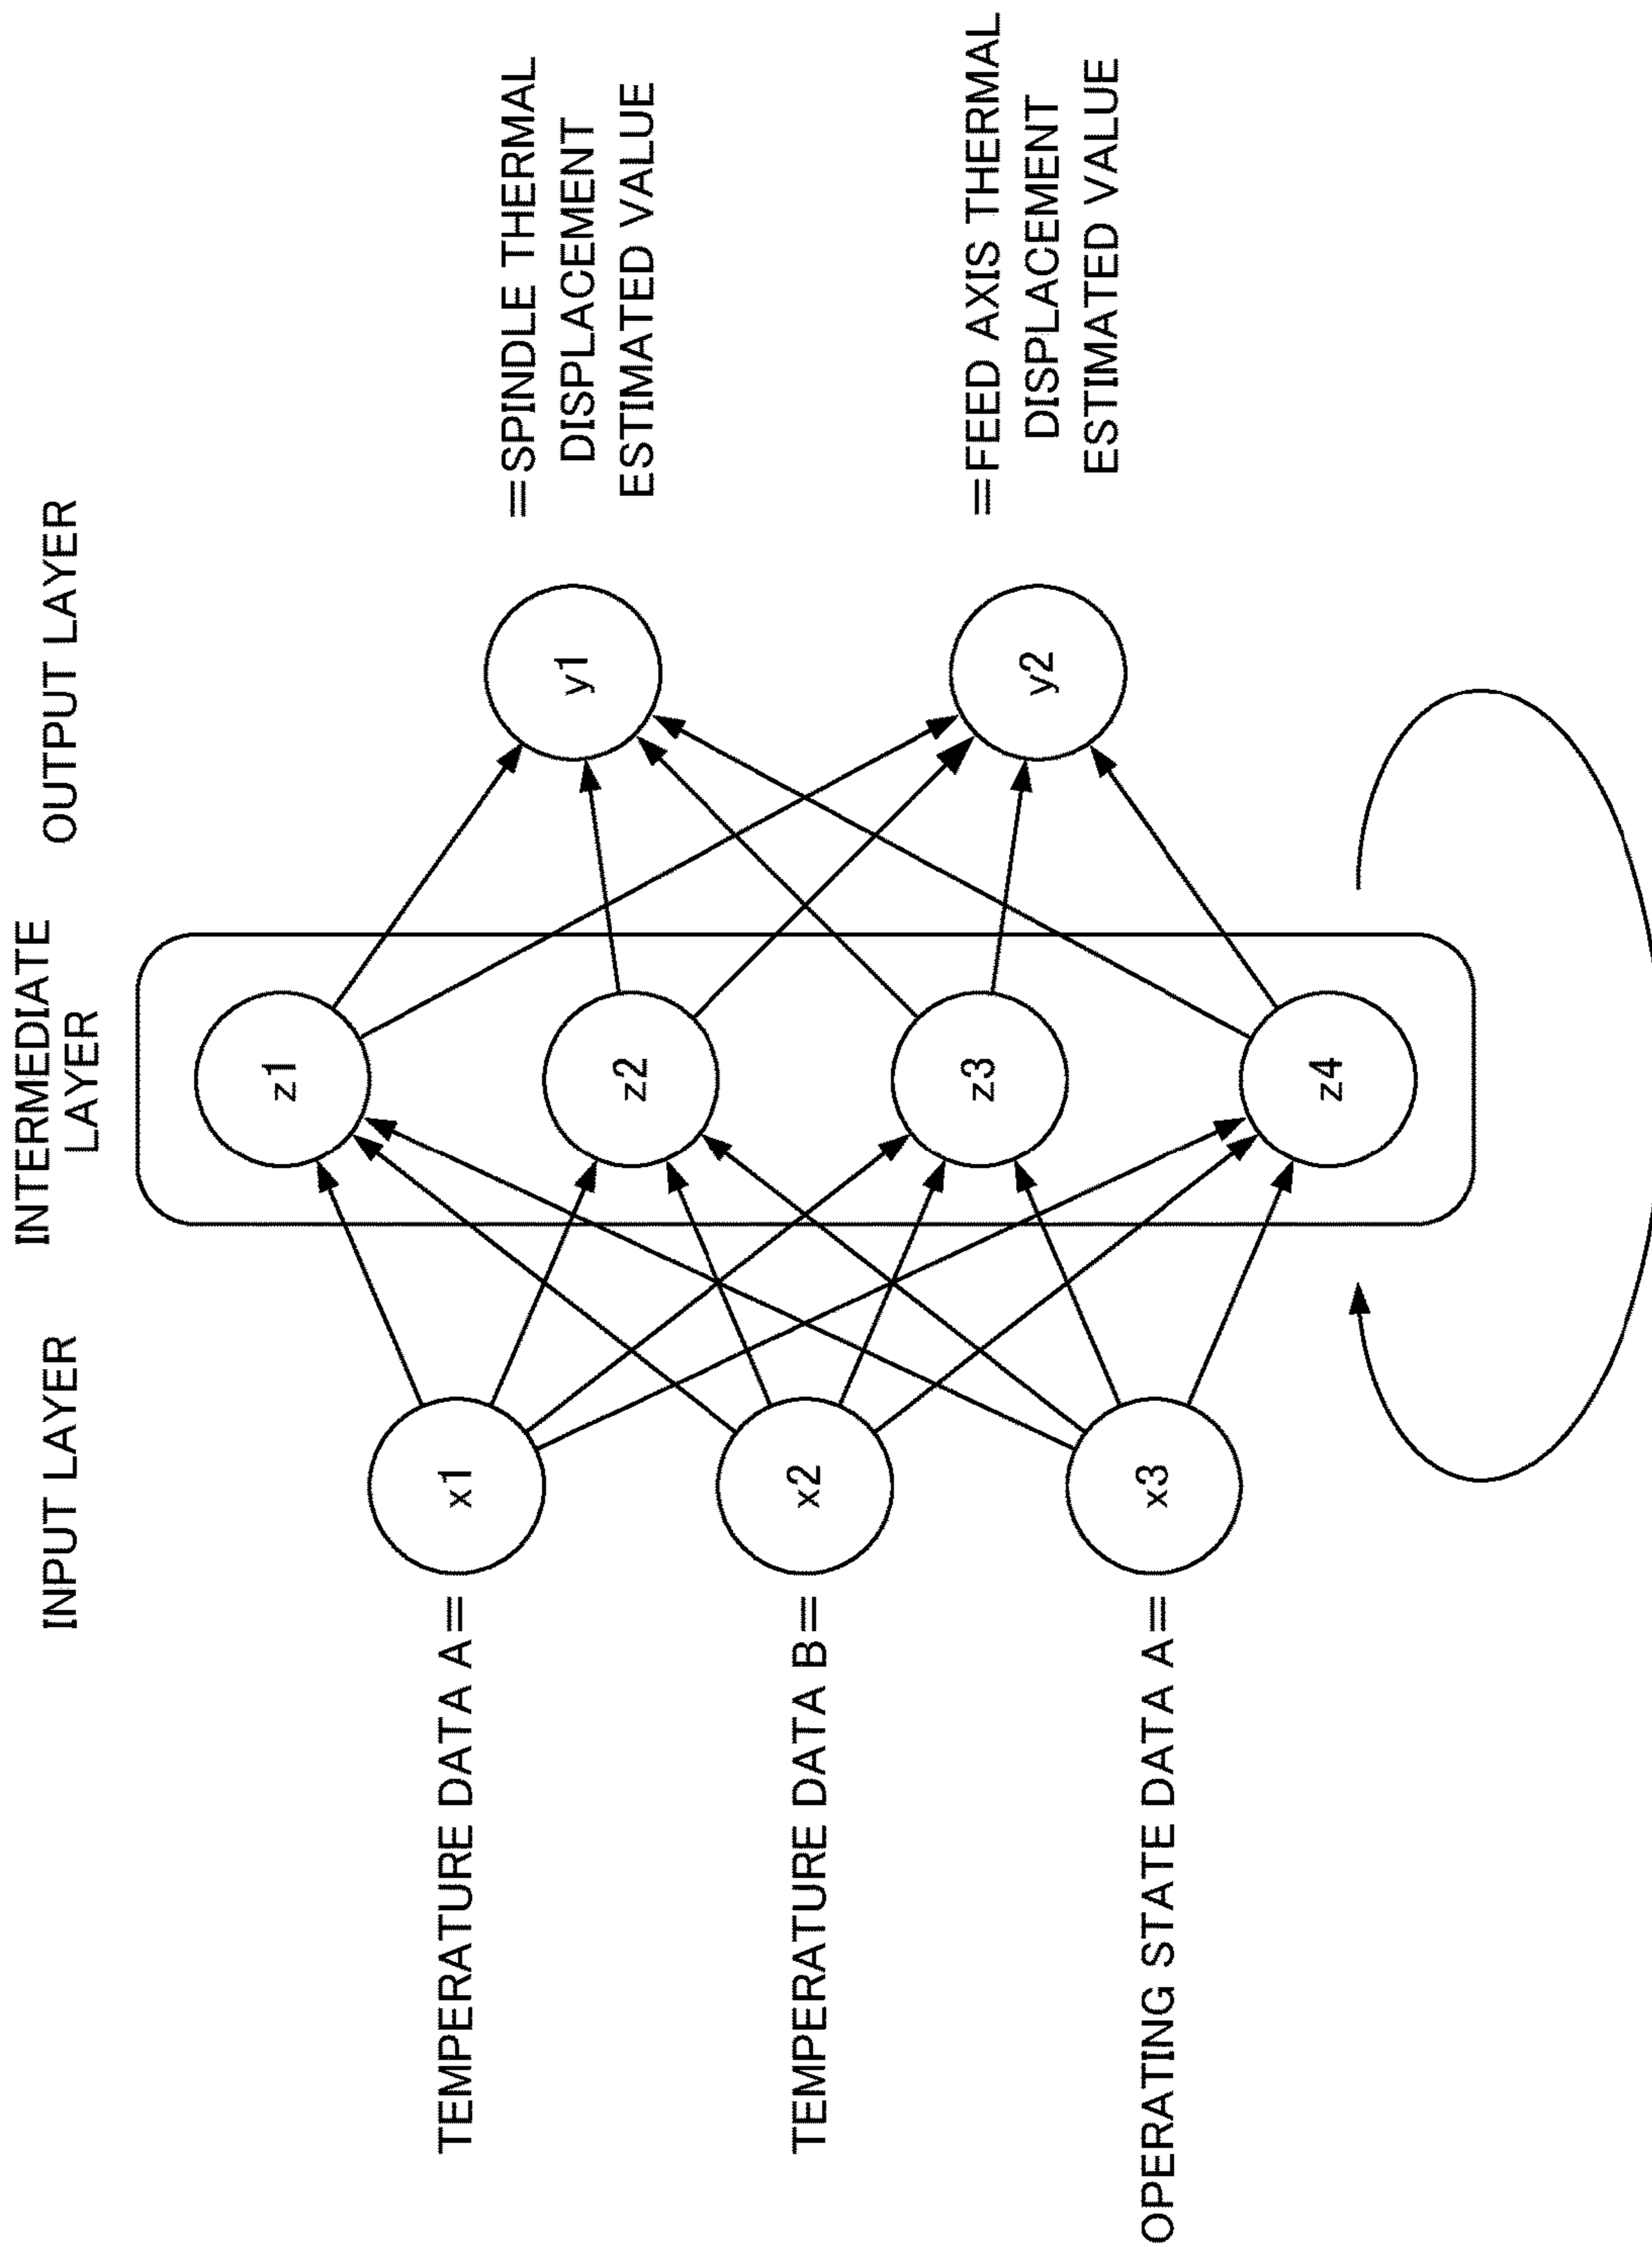 INPUT LAYER
INTERMEDIATE
LAYER
OUTPUT LAYER
TEMPERATURE DATA A=
x1
TEMPERATURE DATA B=
x2
OPERATING STATE DATA A=
x3
z1
z2
z3
z4
y1
=SPINDLE THERMAL
DISPLACEMENT
ESTIMATED VALUE
y2
=FEED AXIS THERMAL
DISPLACEMENT
ESTIMATED VALUE